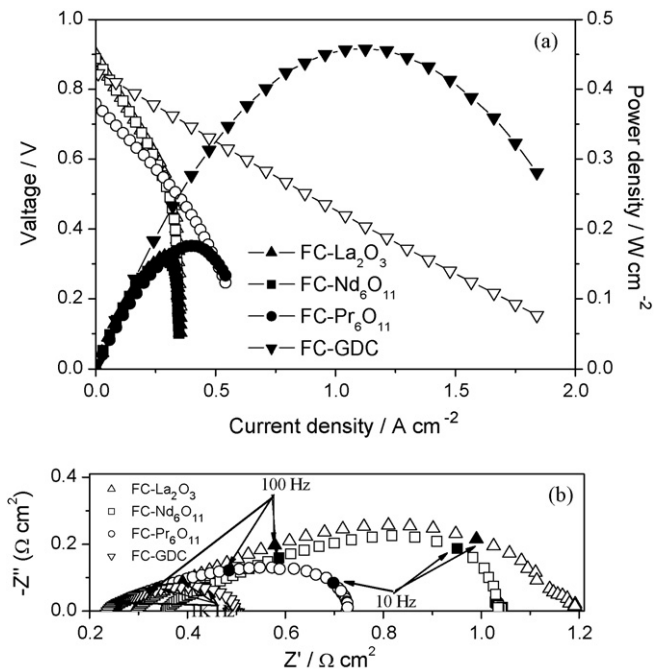 (a)
1.0
0.8
0.6
0.4
0.2
0.0
Valtage / V
0.5
0.4
0.3
0.2
0.1
0.0
Power density / W cm-2
FC-La2O3
FC-Nd6O11
FC-Pr6O11
FC-GDC
0.0 0.5 1.0 1.5 2.0
Current density / A cm-2
(b)
0.4
0.2
0.0
-Z'' (Ω cm2)
FC-La2O3
FC-Nd6O11
FC-Pr6O11
FC-GDC
100 Hz
10 Hz
0.2 0.4 0.6 0.8 1.0 1.2
Z' / Ω cm2